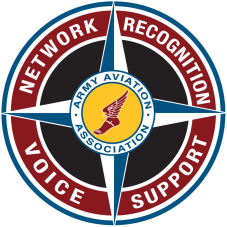 NETWORK
RECOGNITION
ARMY AVIATION
ASSOCIATION
VOICE
SUPPORT